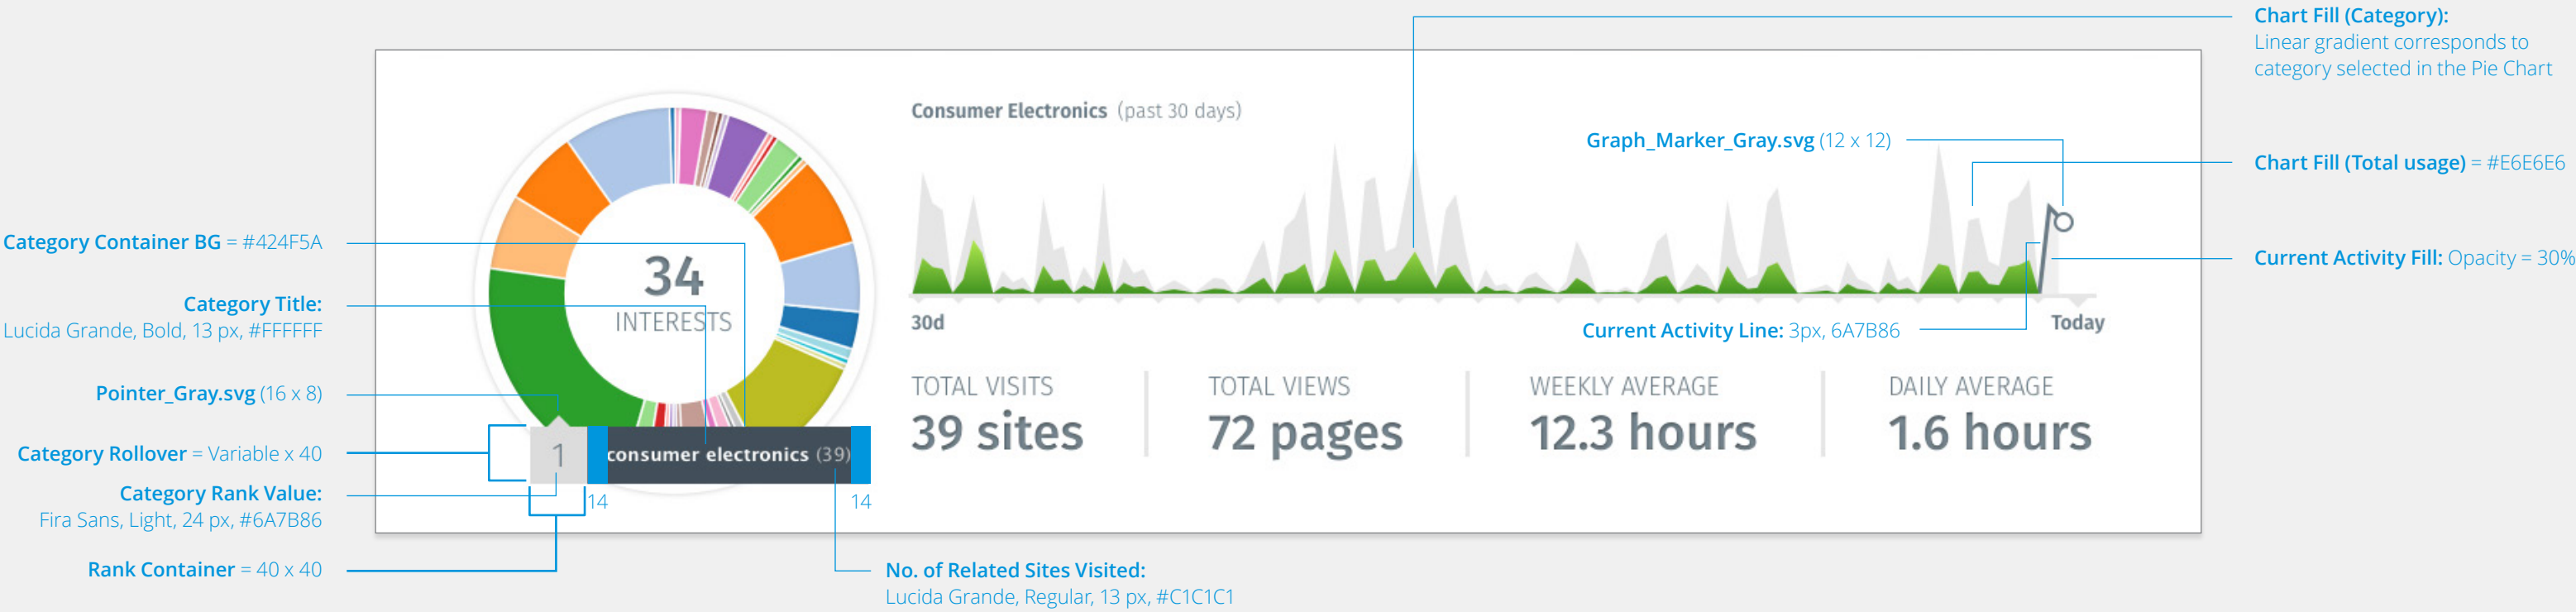 Chart Fill (Category):
Linear gradient corresponds to
category selected in the Pie Chart
Consumer Electronics (past 30 days)
Graph_Marker_Gray.svg (12 x 12)
Chart Fill (Total usage) = #E6E6E6
Category Container BG = #424F5A
34
INTERESTS
Current Activity Fill: Opacity = 30%
Category Title:
Lucida Grande, Bold, 13 px, #FFFFFF
30d
Current Activity Line: 3px, 6A7B86
Today
Pointer_Gray.svg (16 x 8)
TOTAL VISITS
39 sites
TOTAL VIEWS
72 pages
WEEKLY AVERAGE
12.3 hours
DAILY AVERAGE
1.6 hours
Category Rollover = Variable x 40
1
consumer electronics (39)
Category Rank Value:
Fira Sans, Light, 24 px, #6A7B86
14
14
Rank Container = 40 x 40
No. of Related Sites Visited:
Lucida Grande, Regular, 13 px, #C1C1C1